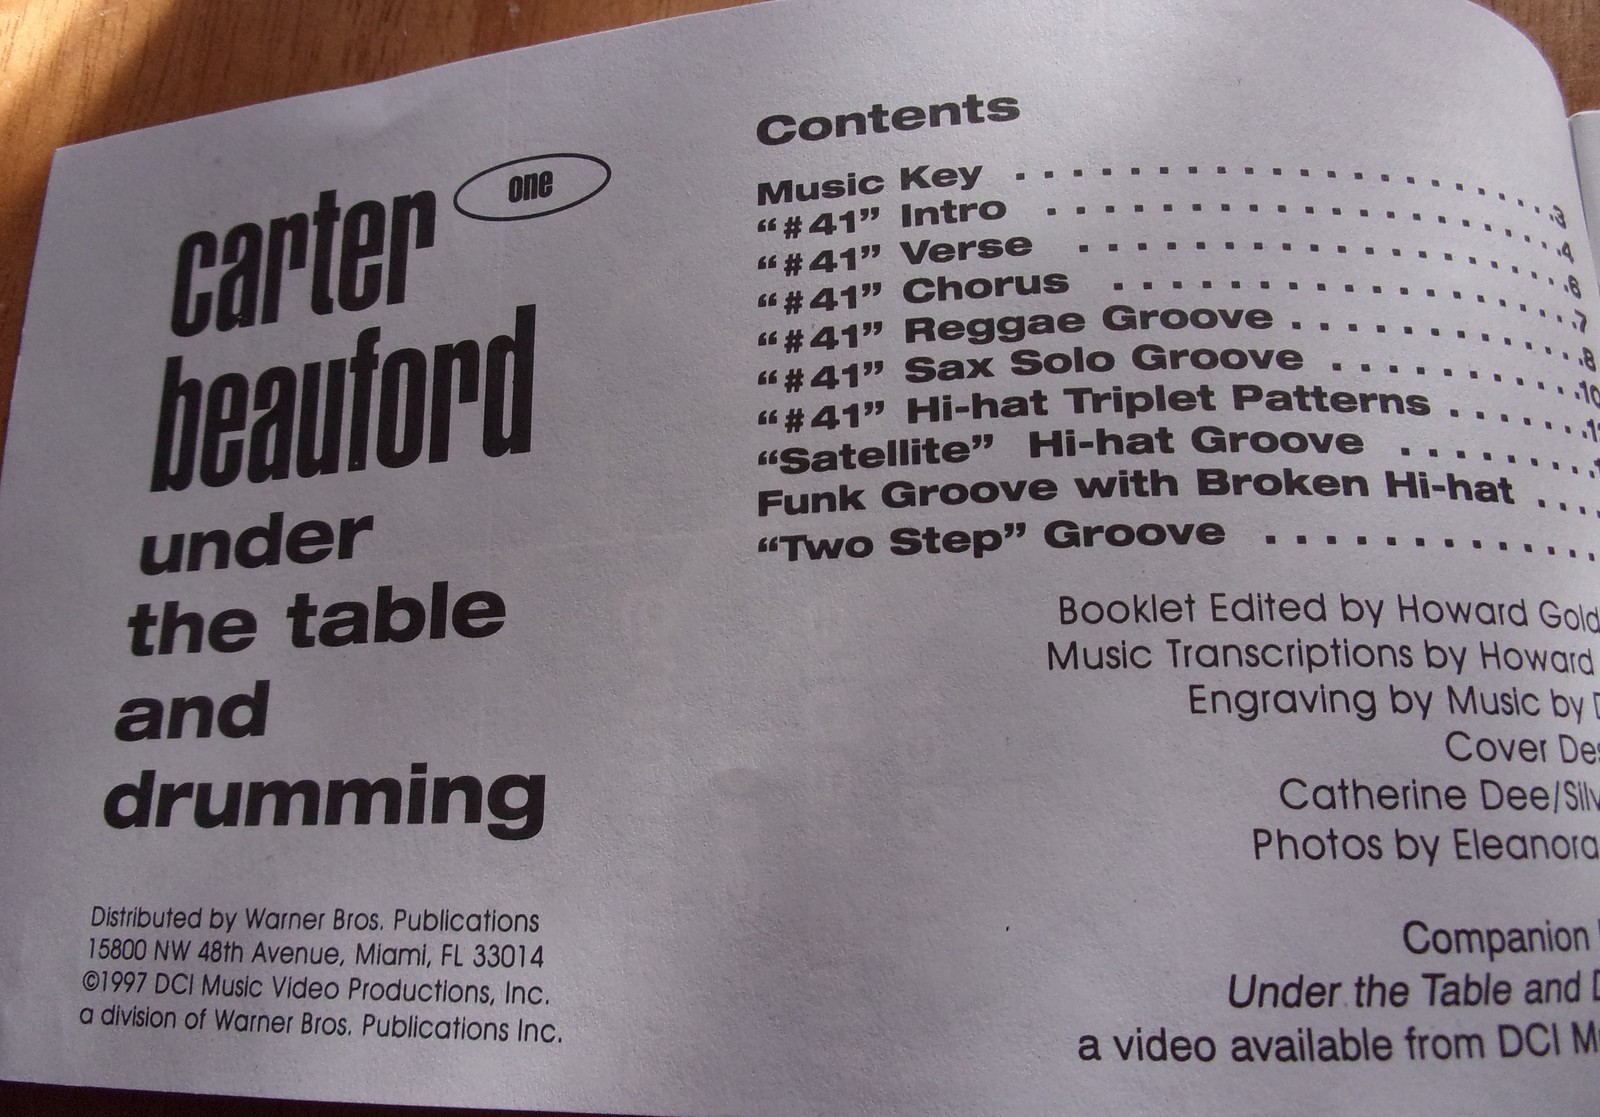 carter one
beauford
under
the table
and
drumming
Distributed by Warner Bros. Publications
15800 NW 48th Avenue, Miami, FL 33014
©1997 DCI Music Video Productions, Inc.
a division of Warner Bros. Publications Inc.
Contents
Music Key . . . . . . . . . . . . . . . . . . . . 3
“#41” Intro . . . . . . . . . . . . . . . . . . . 4
“#41” Verse . . . . . . . . . . . . . . . . . . 6
“#41” Chorus . . . . . . . . . . . . . . . . . 7
“#41” Reggae Groove . . . . . . . . . . . 8
“#41” Sax Solo Groove . . . . . . . . . . 10
“#41” Hi-hat Triplet Patterns . . . . . .
“Satellite” Hi-hat Groove . . . . . . . .
Funk Groove with Broken Hi-hat . . . .
“Two Step” Groove . . . . . . . . . . . .
Booklet Edited by Howard
Music Transcriptions by Howard
Engraving by Music by
Cover
Catherine Dee/
Photos by Eleanora
Companion
Under the Table and
a video available from DCI